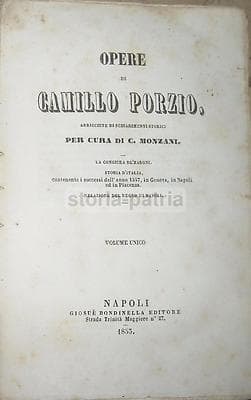 OPERE
DI
CAMILLO PORZIO,
ARRICCHITE DI SCHIARIMENTI STORICI
PER CURA DI C. MONZANI.
LA CONGIURA DE' BARONI.
STORIA D'ITALIA,
contenente i successi dell' anno 1547, in Genova, in Napoli
ed in Piacenza.
RELAZIONE DEL REGNO DI NAPOLI.
storia-patria
VOLUME UNICO
NAPOLI
GIOSUÈ RONDINELLA EDITORE
Strada Trinità Maggiore n° 27.
1855.